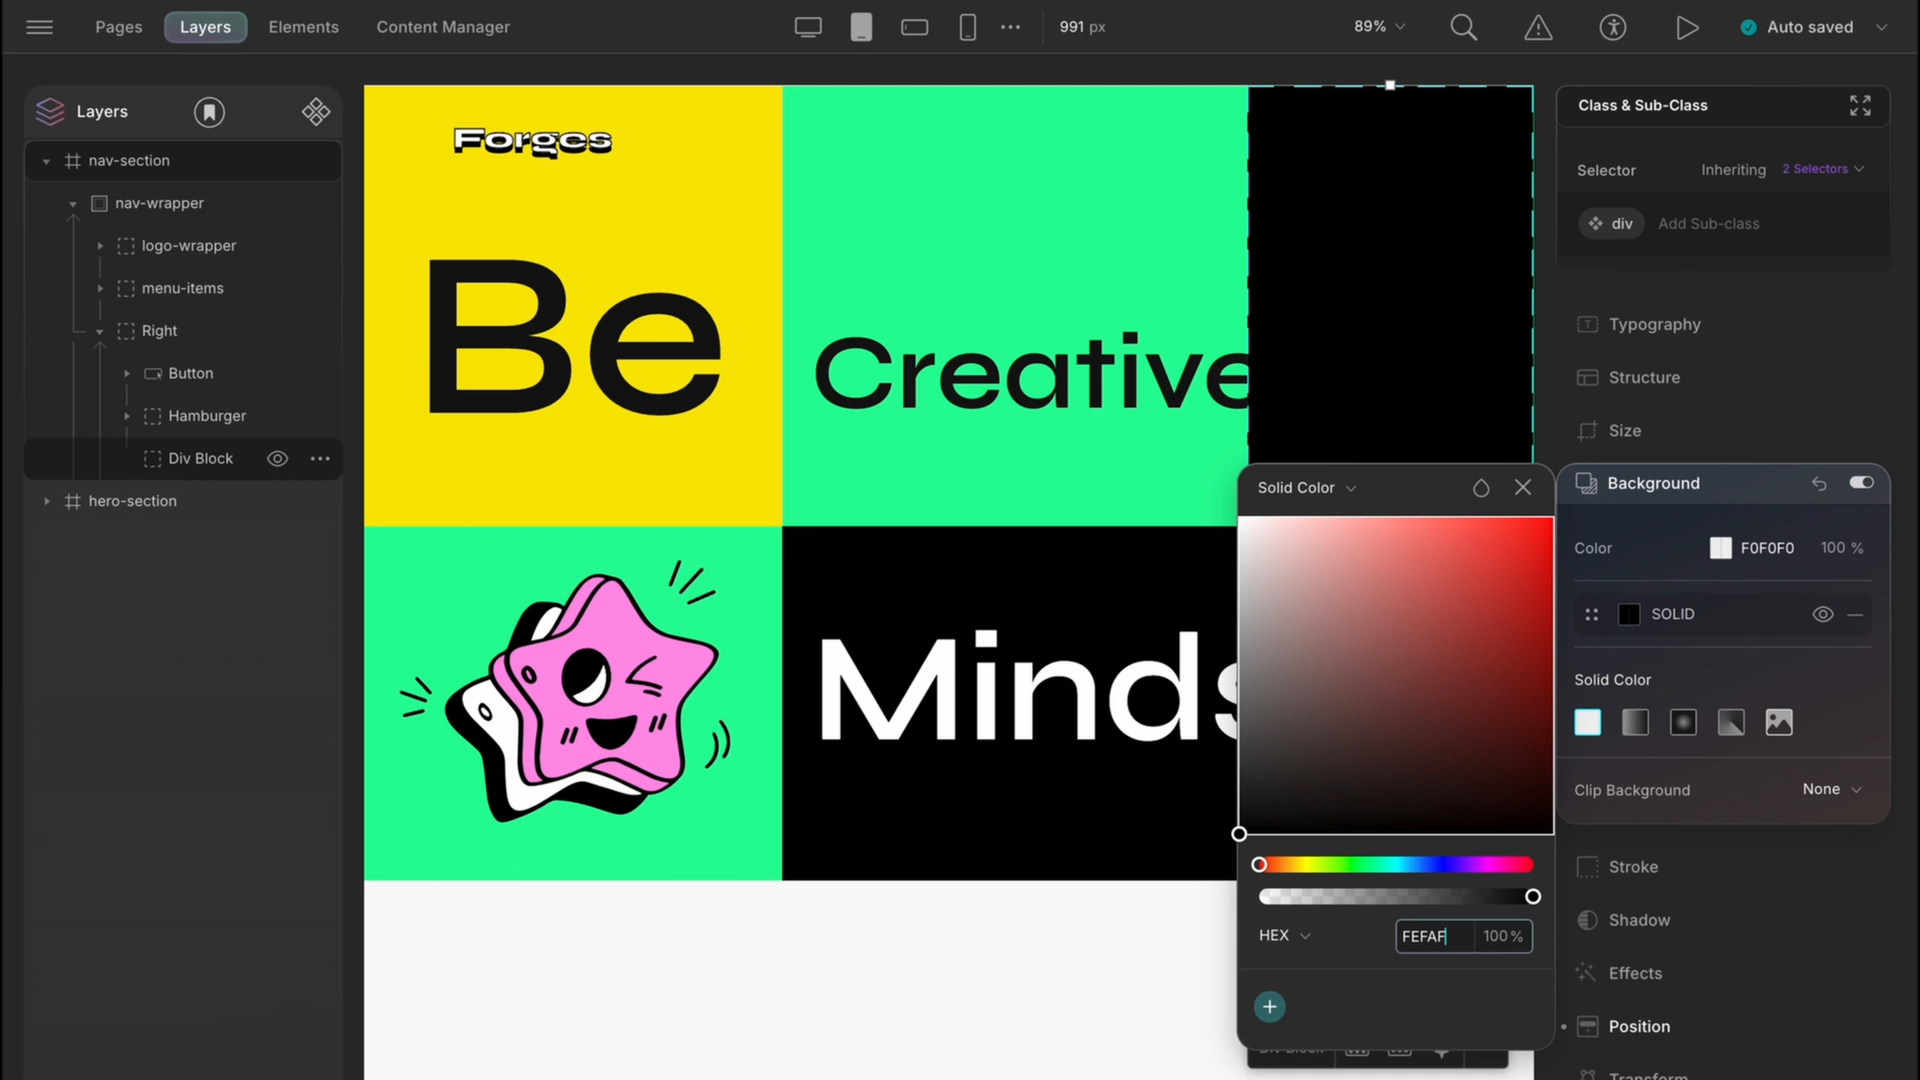 Pages
Layers
Elements
Content Manager
991 px
89%
Auto saved
Layers
nav-section
nav-wrapper
logo-wrapper
menu-items
Right
Button
Hamburger
Div Block
hero-section
Forges
Be
Creative
Minds
Class & Sub-Class
Selector
Inheriting
2 Selectors
div
Add Sub-class
Typography
Structure
Size
Background
Color
F0F0F0
100 %
SOLID
Solid Color
Clip Background
None
Stroke
Shadow
Effects
Position
Transform
Solid Color
HEX
FEFAF
100 %
Div Block